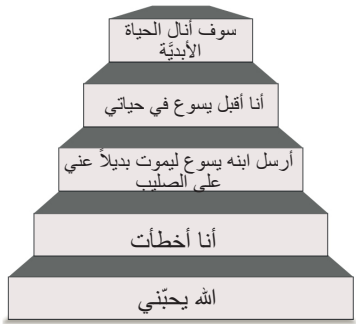 سوف أنال الحياة
الأبديَّة
أنا أقبل يسوع في حياتي
أرسل ابنه يسوع ليموت بديلاً عني
على الصليب
أنا أخطأت
الله يحبّني